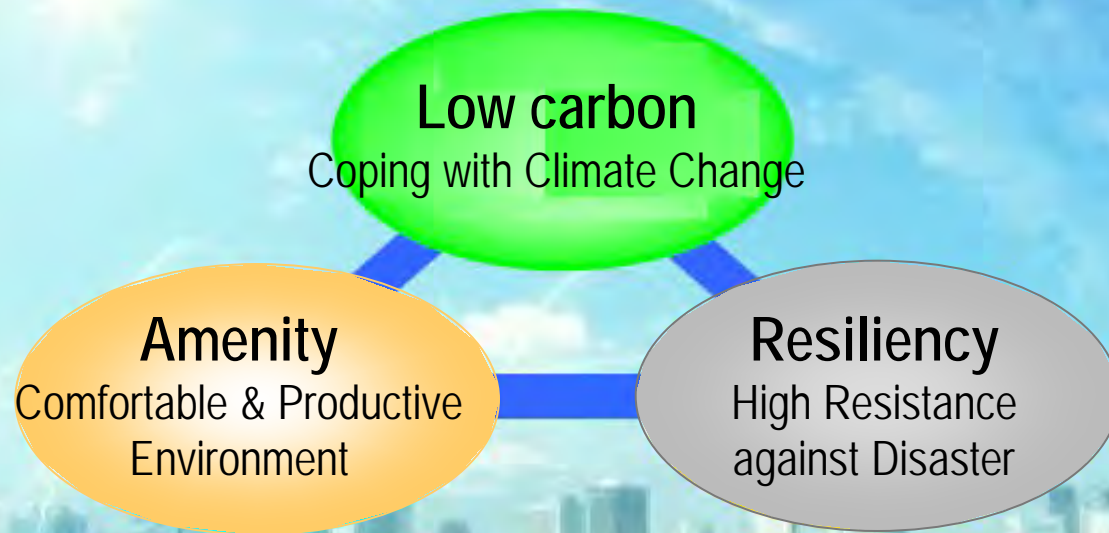 Low carbon
Coping with Climate Change
Amenity
Comfortable & Productive
Environment
Resiliency
High Resistance
against Disaster